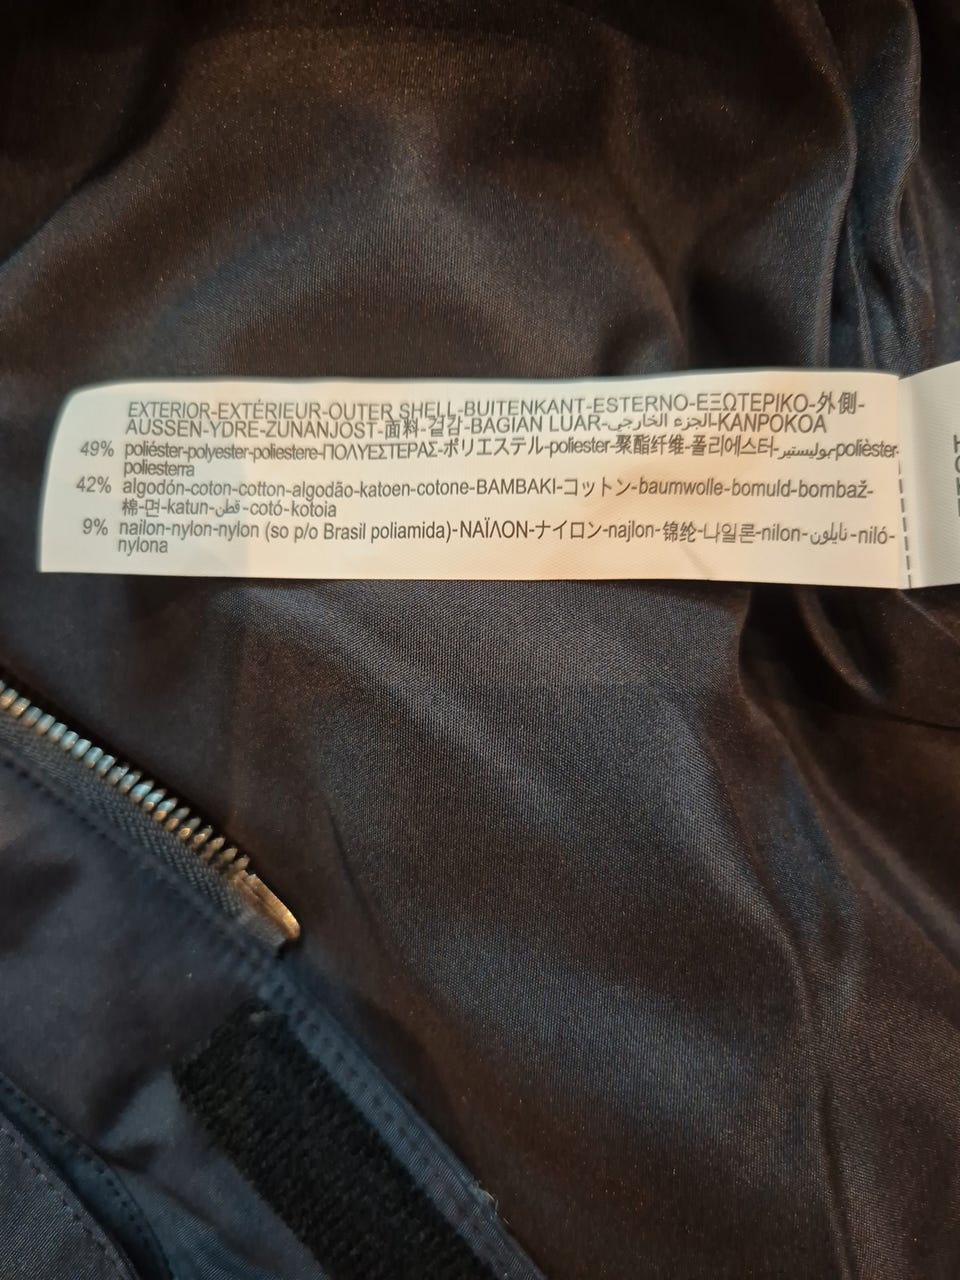 EXTERIOR-EXTÉRIEUR-OUTER SHELL-BUITENKANT-ESTERNO-ΕΞΩΤΕΡΙΚΟ-外側-
AUSSEN-YDRE-ZUNANJOST-面料-겉감-BAGIAN LUAR-الجزء الخارجي-KANPOKOA
49% poliéster-polyester-poliestere-ΠΟΛΥΕΣΤΕΡΑΣ-ポリエステル-poliester-聚酯纤维-폴리에스터-بوليستير-polièster-
poliesterra
42% algodón-coton-cotton-algodão-katoen-cotone-ΒΑΜΒΑΚΙ-コットン-baumwolle-bomuld-bombaž-
棉-면-katun-قطن-cotó-kotoia
9% nailon-nylon-nylon (so p/o Brasil poliamida)-ΝΑΪΛΟΝ-ナイロン-najlon-锦纶-나일론-nilon-نايلون-niló-
nylona